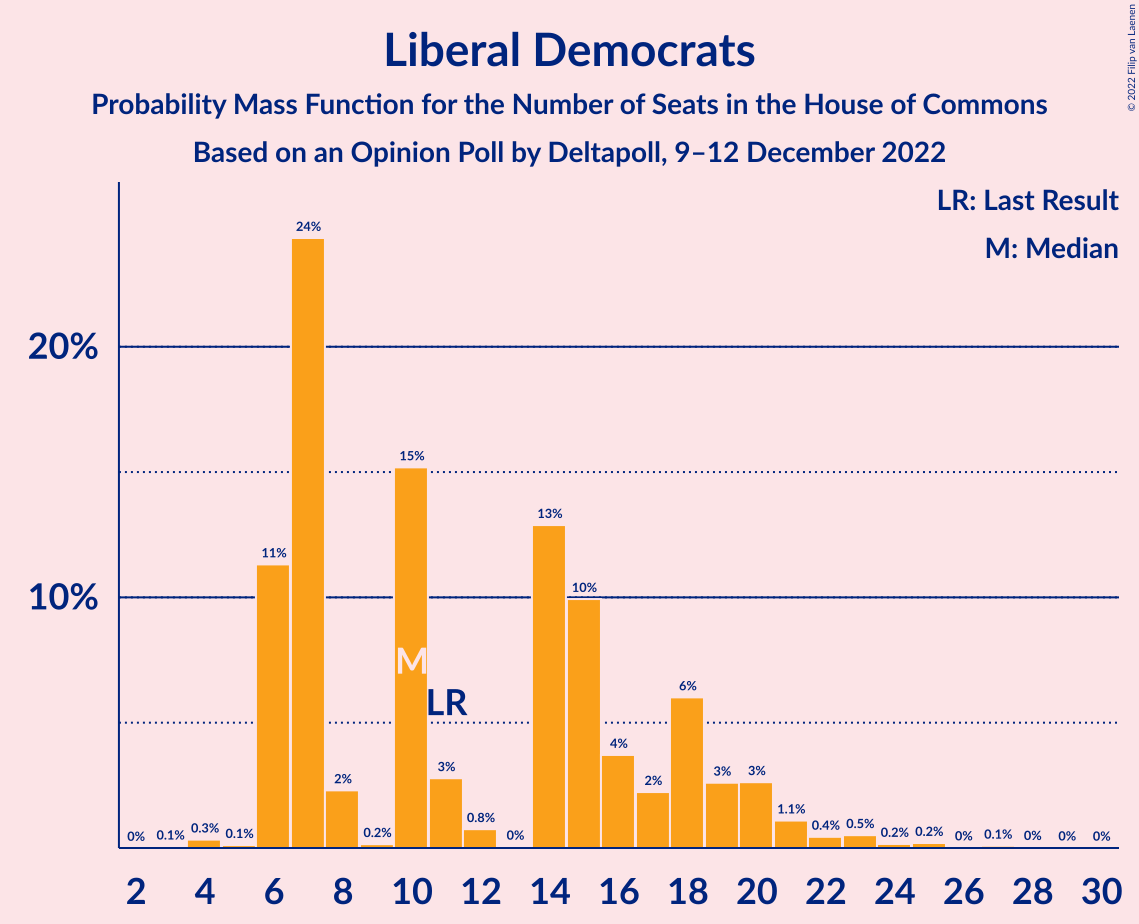 Liberal Democrats
Probability Mass Function for the Number of Seats in the House of Commons
Based on an Opinion Poll by Deltapoll, 9–12 December 2022
© 2022 Filip van Laenen
LR: Last Result
M: Median
20%
10%
0% 0.1% 0.3% 0.1% 11% 24% 2% 0.2% 15% 3% 0.8% 0% 13% 10% 4% 2% 6% 3% 3% 1.1% 0.4% 0.5% 0.2% 0.2% 0% 0.1% 0% 0% 0%
M
LR
2 4 6 8 10 12 14 16 18 20 22 24 26 28 30